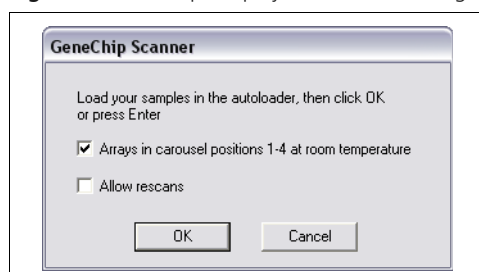 GeneChip Scanner
Load your samples in the autoloader, then click OK
or press Enter
Arrays in carousel positions 1-4 at room temperature
Allow rescans
OK Cancel